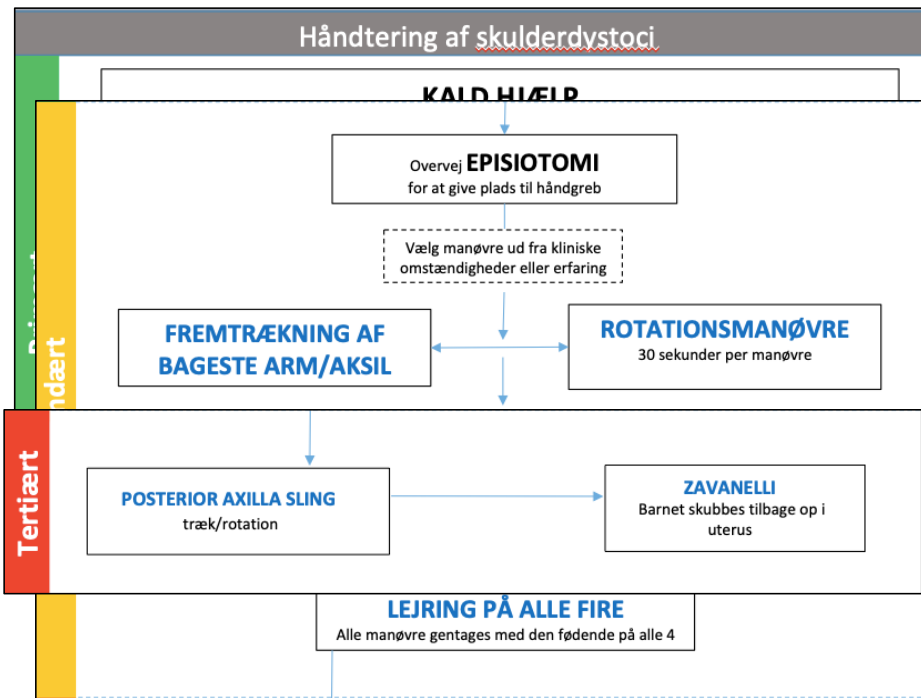 Håndtering af skulderdystoci
KALD HJÆLP
Overvej EPISIOTOMI
for at give plads til håndgreb
Vælg manøvre ud fra kliniske
omstændigheder eller erfaring
FREMTRÆKNING AF
BAGESTE ARM/AKSIL
ROTATIONSMANØVRE
30 sekunder per manøvre
Tertiært
POSTERIOR AXILLA SLING
træk/rotation
ZAVANELLI
Barnet skubbes tilbage op i
uterus
LEJRING PÅ ALLE FIRE
Alle manøvre gentages med den fødende på alle 4